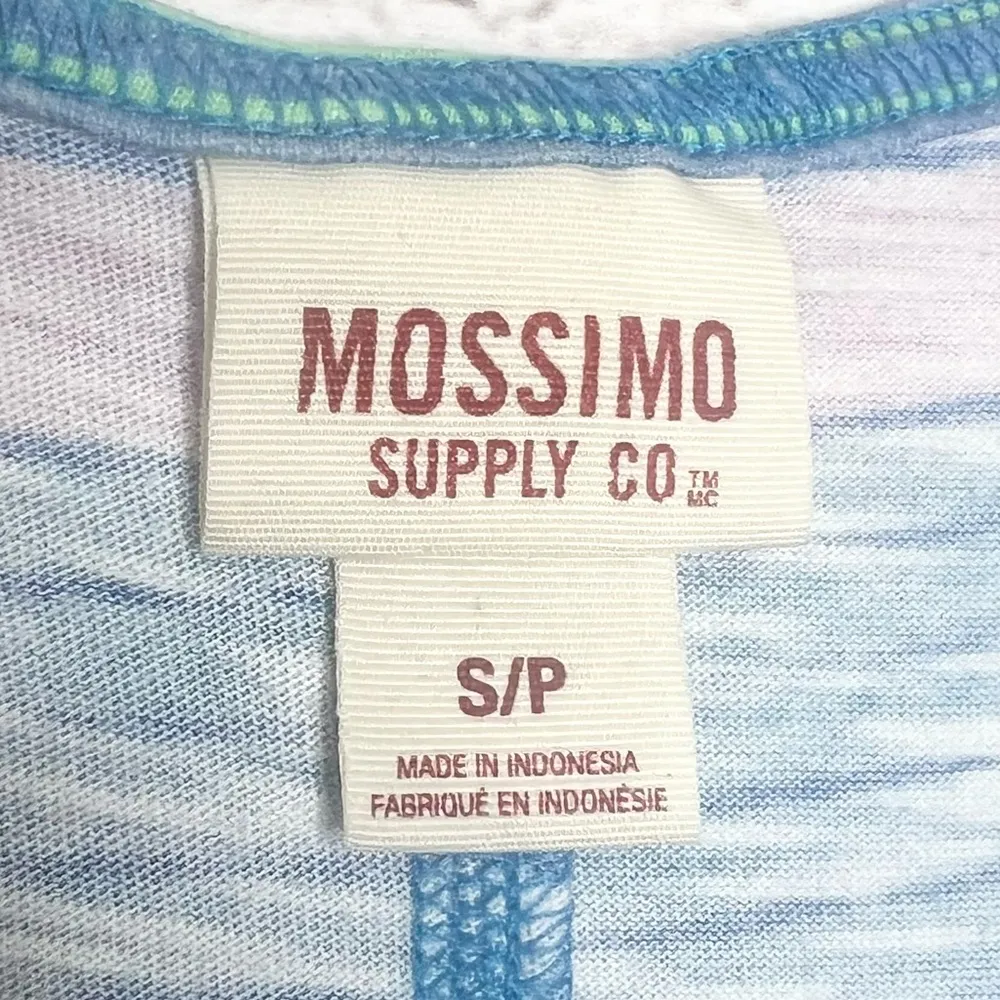 MOSSIMO
SUPPLY CO TM MC
S/P
MADE IN INDONESIA
FABRIQUÉ EN INDONÉSIE